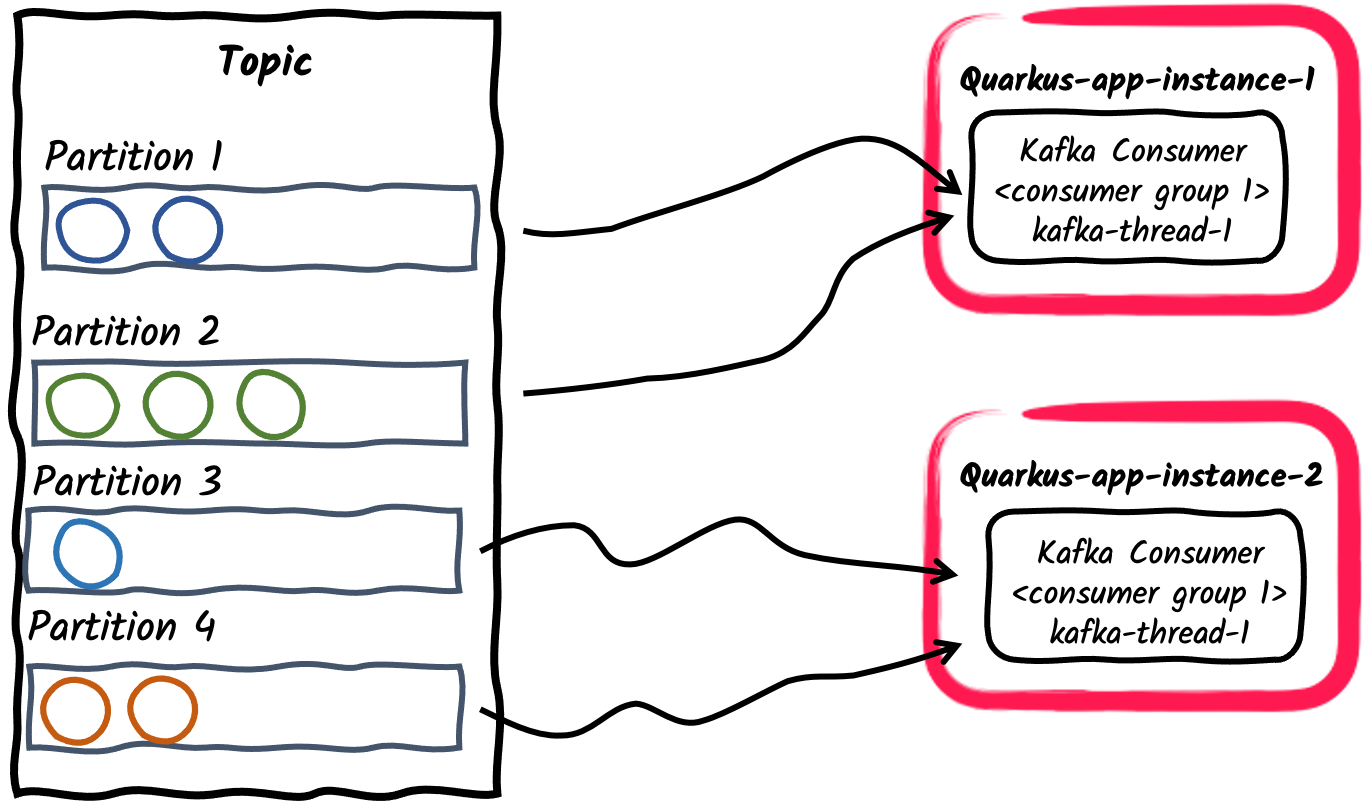 Topic
Partition 1
Partition 2
Partition 3
Partition 4
Quarkus-app-instance-1
Kafka Consumer
<consumer group 1>
kafka-thread-1
Quarkus-app-instance-2
Kafka Consumer
<consumer group 1>
kafka-thread-1